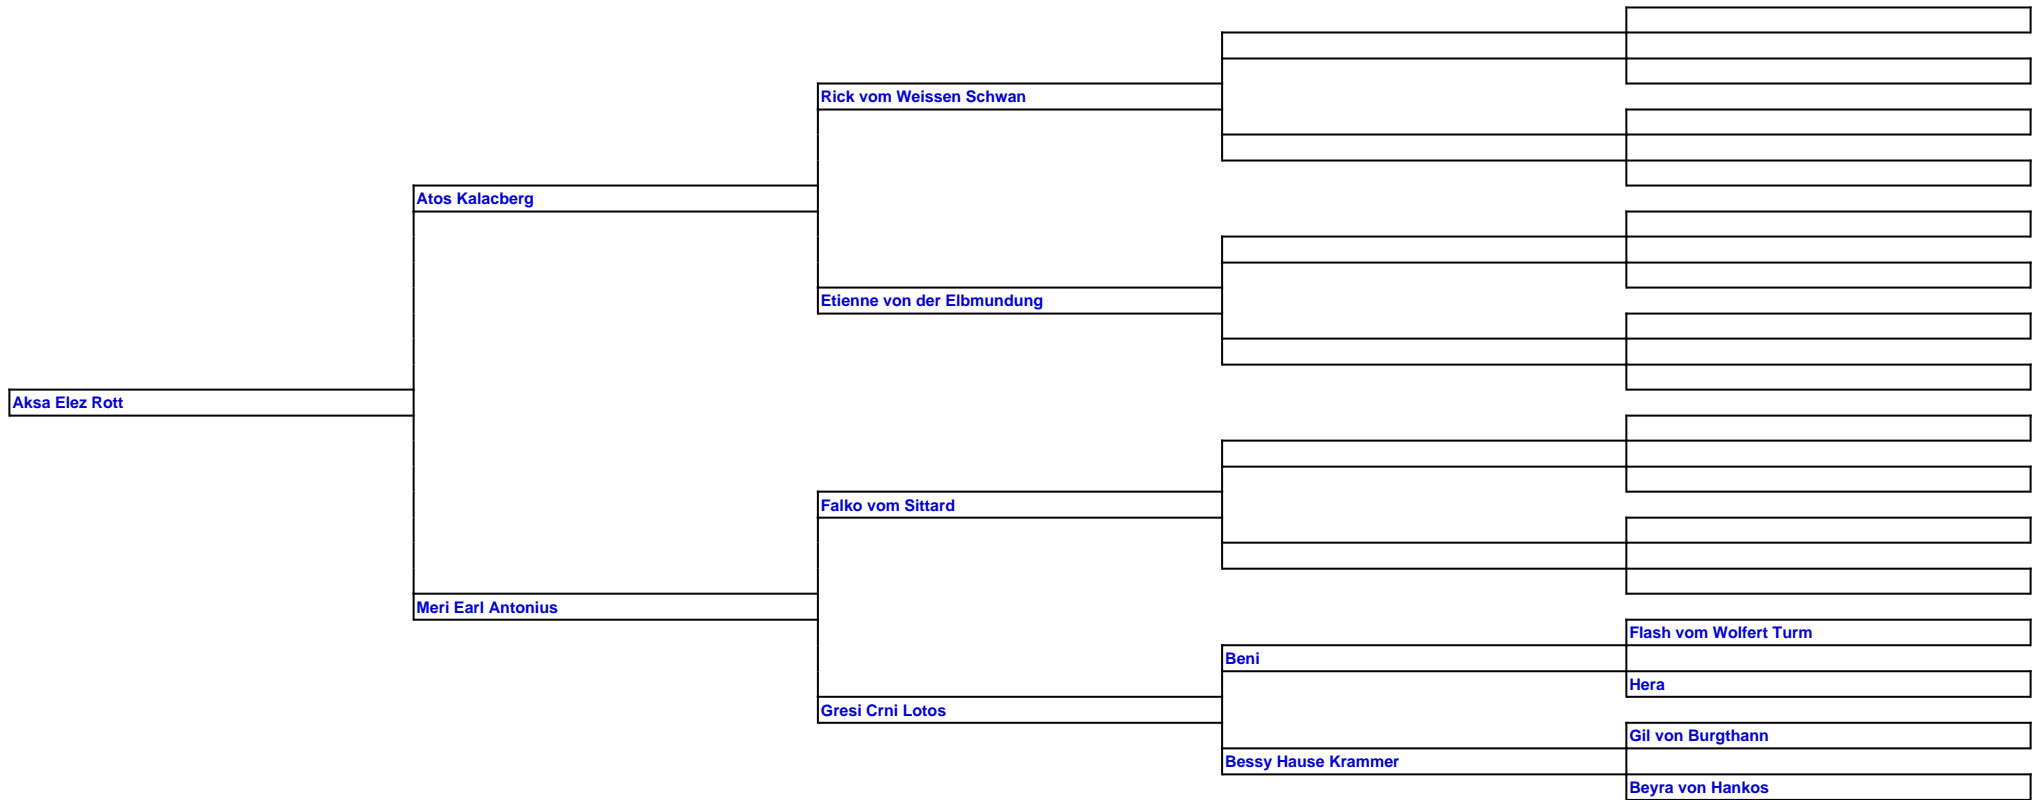 Rick vom Weissen Schwan
Atos Kalacberg
Etienne von der Elbmundung
Aksa Elez Rott
Falko vom Sittard
Meri Earl Antonius
Flash vom Wolfert Turm
Beni
Hera
Gresi Crni Lotos
Gil von Burgthann
Bessy Hause Krammer
Beyra von Hankos